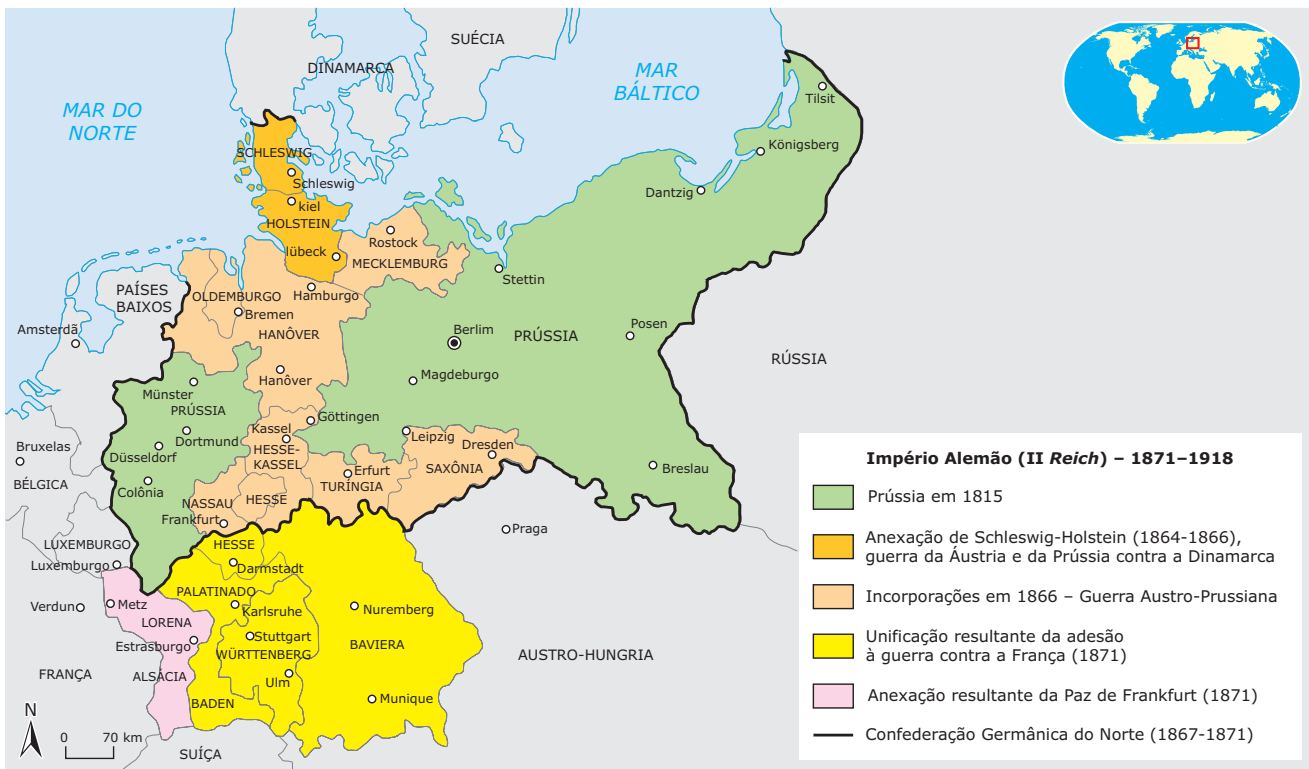 SUÉCIA
DINAMARCA
MAR DO
NORTE
MAR
BÁLTICO
Tilsit
Königsberg
Dantzig
SCHLESWIG
Schleswig
kiel
HOLSTEIN
lübeck
Rostock
MECKLEMBURG
Stettin
PAÍSES
BAIXOS
OLDEMBURGO
Hamburgo
Bremen
HANÔVER
Amsterdã
Berlim
PRÚSSIA
Posen
RÚSSIA
Hanôver
Magdeburgo
Münster
PRÚSSIA
Göttingen
Kassel
Dortmund
Leipzig
Dresden
Bruxelas
Düsseldorf
HESSE-
KASSEL
SAXÔNIA
Erfurt
Breslau
BÉLGICA
Colônia
TURÍNGIA
NASSAU
HESSE
Frankfurt
Praga
LUXEMBURGO
Luxemburgo
HESSE
Darmstadt
PALATINADO
Verdun
Metz
Karlsruhe
Nuremberg
LORENA
Estrasburgo
Stuttgart
BAVIERA
WÜRTTENBERG
AUSTRO-HUNGRIA
FRANÇA
ALSÁCIA
Ulm
BADEN
Munique
N
0 70 km
SUÍÇA
Império Alemão (II Reich) – 1871–1918
Prússia em 1815
Anexação de Schleswig-Holstein (1864-1866),
guerra da Áustria e da Prússia contra a Dinamarca
Incorporações em 1866 – Guerra Austro-Prussiana
Unificação resultante da adesão
à guerra contra a França (1871)
Anexação resultante da Paz de Frankfurt (1871)
Confederação Germânica do Norte (1867-1871)